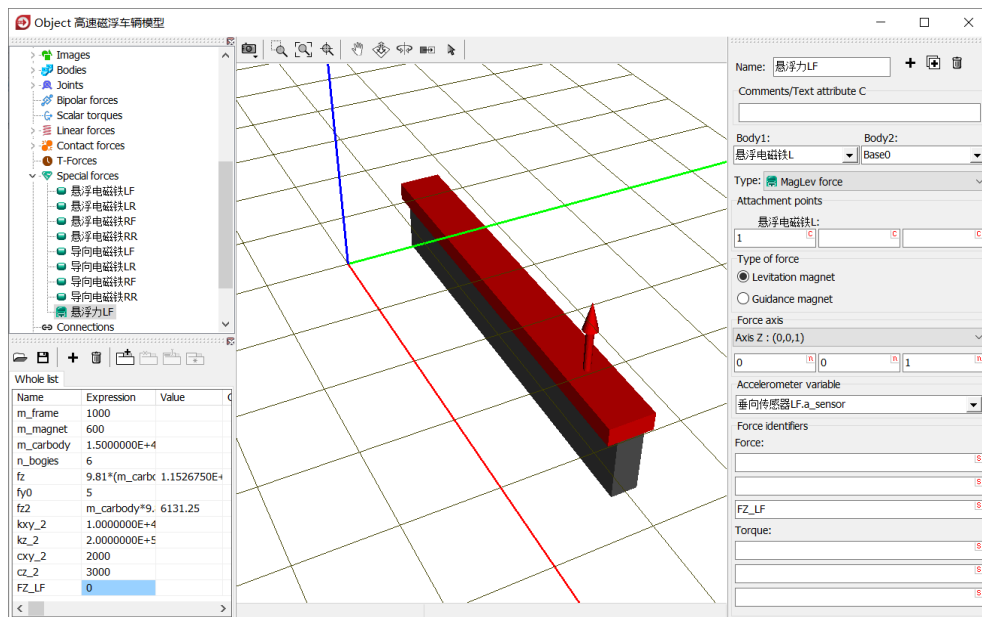 Object 高速磁浮车辆模型
Images
Bodies
Joints
Bipolar forces
Scalar torques
Linear forces
Contact forces
T-Forces
Special forces
悬浮电磁铁LF
悬浮电磁铁LR
悬浮电磁铁RF
悬浮电磁铁RR
导向电磁铁LF
导向电磁铁LR
导向电磁铁RF
导向电磁铁RR
悬浮力LF
Connections
Whole list
Name Expression Value C
m_frame 1000
m_magnet 600
m_carbody 1.5000000E+4
n_bogies 6
fz 9.81*(m_carbc 1.1526750E+
fy0 5
fz2 m_carbody*9. 6131.25
kxy_2 1.0000000E+4
kz_2 2.0000000E+5
cxy_2 2000
cz_2 3000
FZ_LF 0
Name: 悬浮力LF
Comments/Text attribute C
Body1: Body2:
悬浮电磁铁L Base0
Type: MagLev force
Attachment points
悬浮电磁铁L:
1 C C C
Type of force
Levitation magnet
Guidance magnet
Force axis
Axis Z : (0,0,1)
0 n 0 n 1 n
Accelerometer variable
垂向传感器LF.a_sensor
Force identifiers
Force:
S
S
FZ_LF S
Torque:
S
S
S